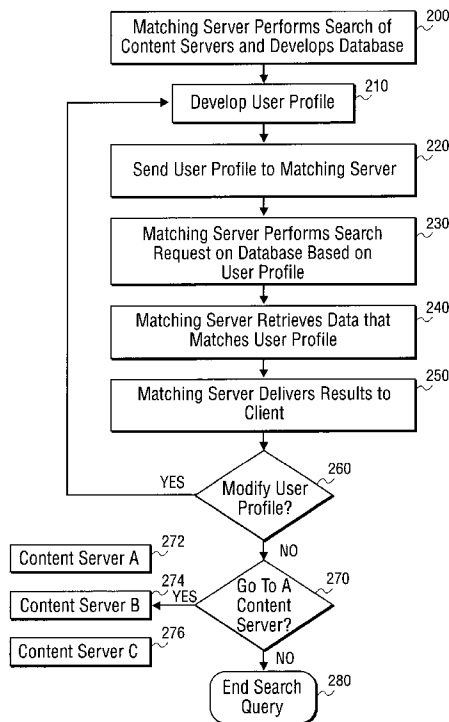 200
Matching Server Performs Search of
Content Servers and Develops Database
210
Develop User Profile
220
Send User Profile to Matching Server
230
Matching Server Performs Search
Request on Database Based on
User Profile
240
Matching Server Retrieves Data that
Matches User Profile
250
Matching Server Delivers Results to
Client
260
YES
Modify User
Profile?
NO
272
Content Server A
270
Go To A
Content
Server?
274
YES
Content Server B
276
Content Server C
NO
280
End Search
Query